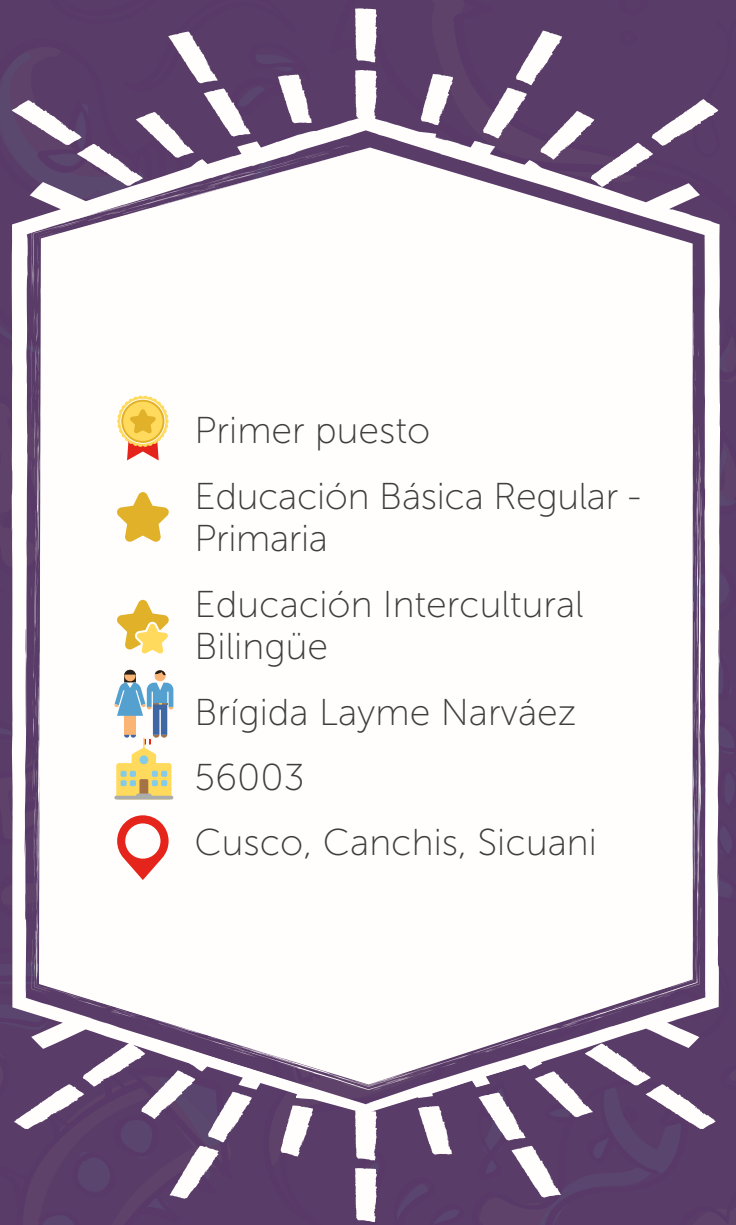 Primer puesto
Educación Básica Regular -
Primaria
Educación Intercultural
Bilingüe
Brígida Layme Narváez
56003
Cusco, Canchis, Sicuani